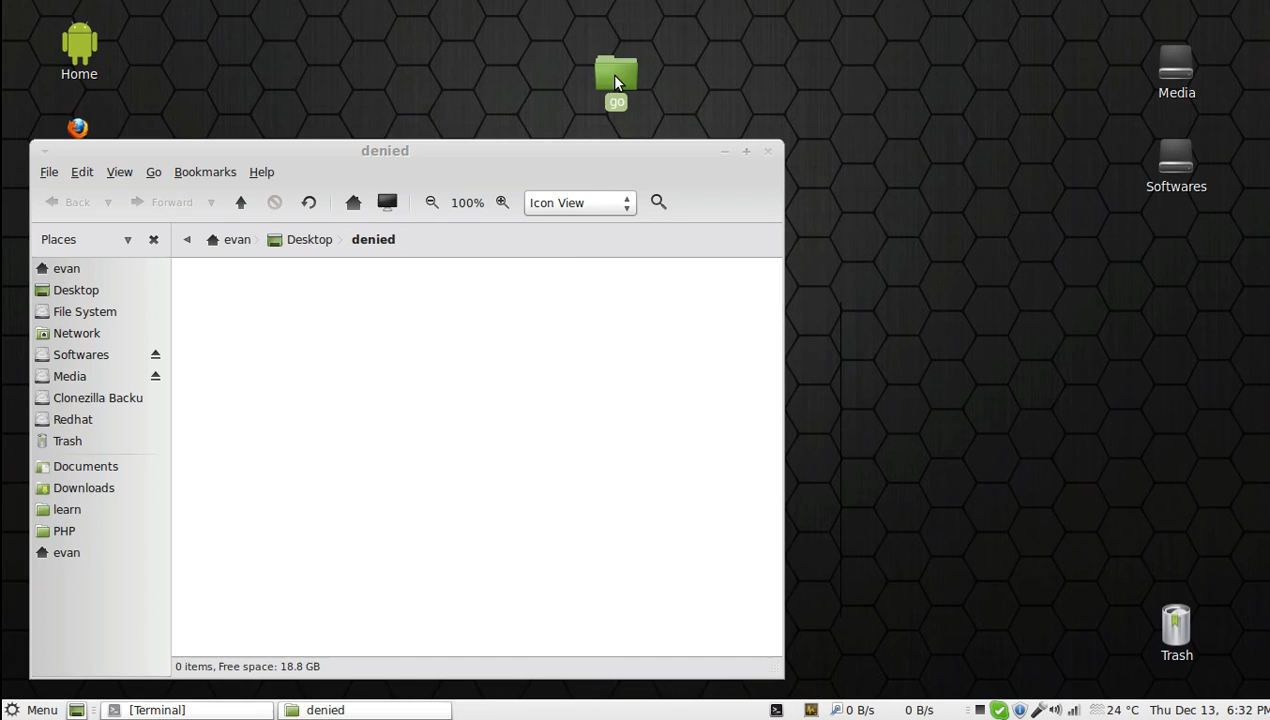 Home
go
Media
Softwares
denied
File Edit View Go Bookmarks Help
Back Forward 100% Icon View
Places evan Desktop denied
evan
Desktop
File System
Network
Softwares
Media
Clonezilla Backu
Redhat
Trash
Documents
Downloads
learn
PHP
evan
0 items, Free space: 18.8 GB
Trash
Menu [Terminal] denied 0 B/s 0 B/s 24 °C Thu Dec 13, 6:32 PM